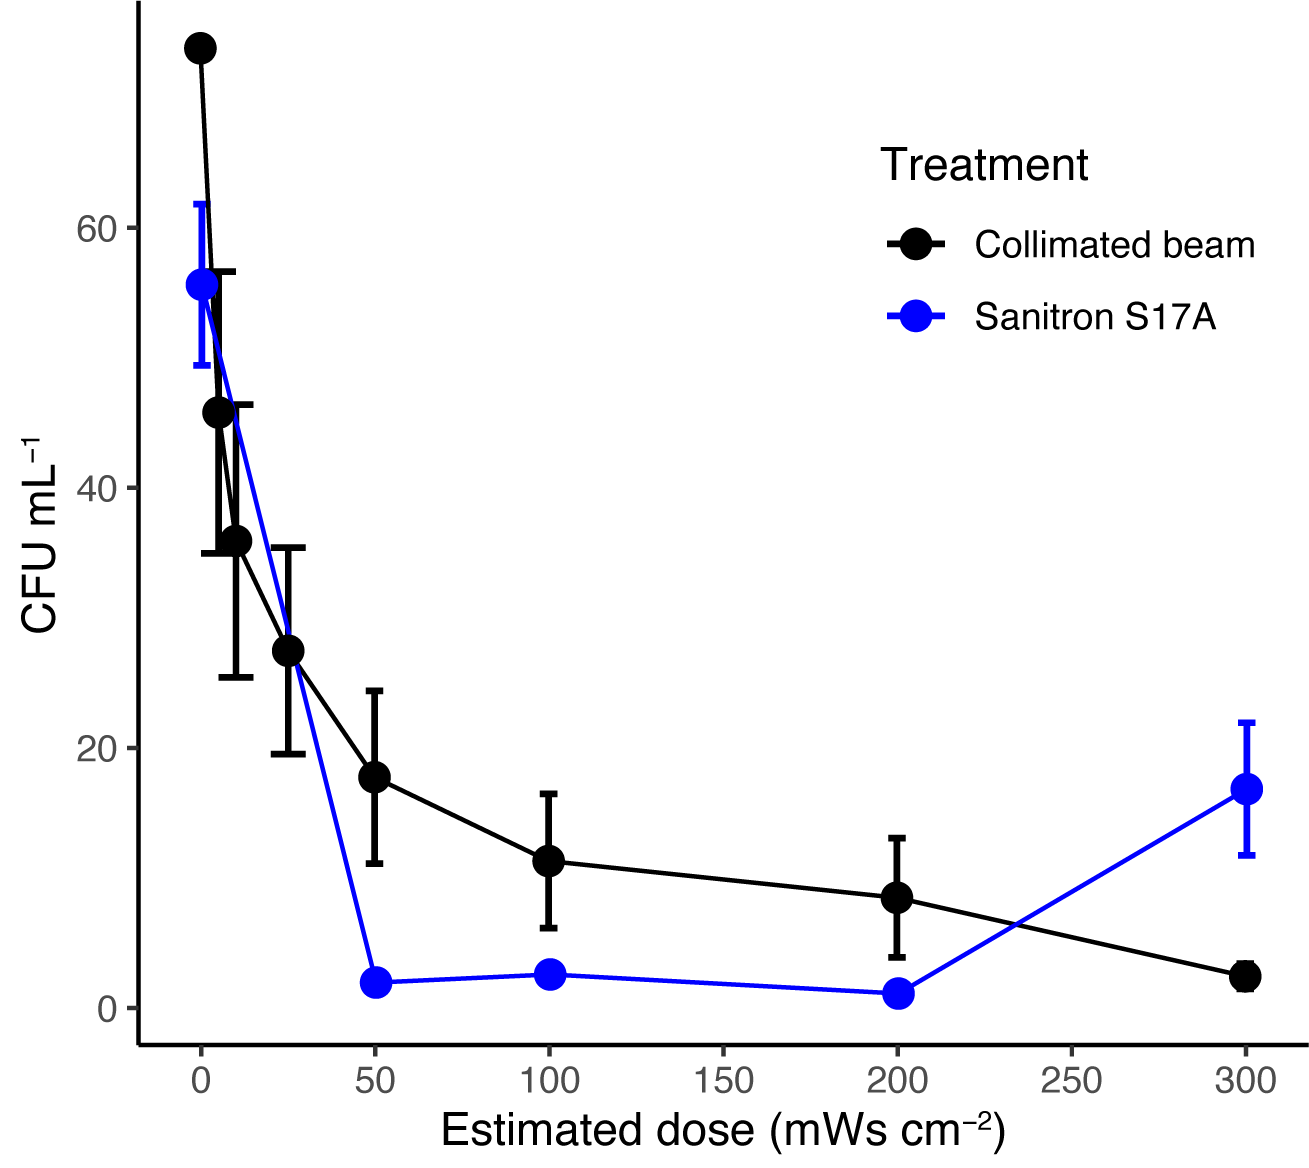 Treatment
Collimated beam
Sanitron S17A
60
40
20
0
CFU mL⁻¹
0 50 100 150 200 250 300
Estimated dose (mWs cm⁻²)